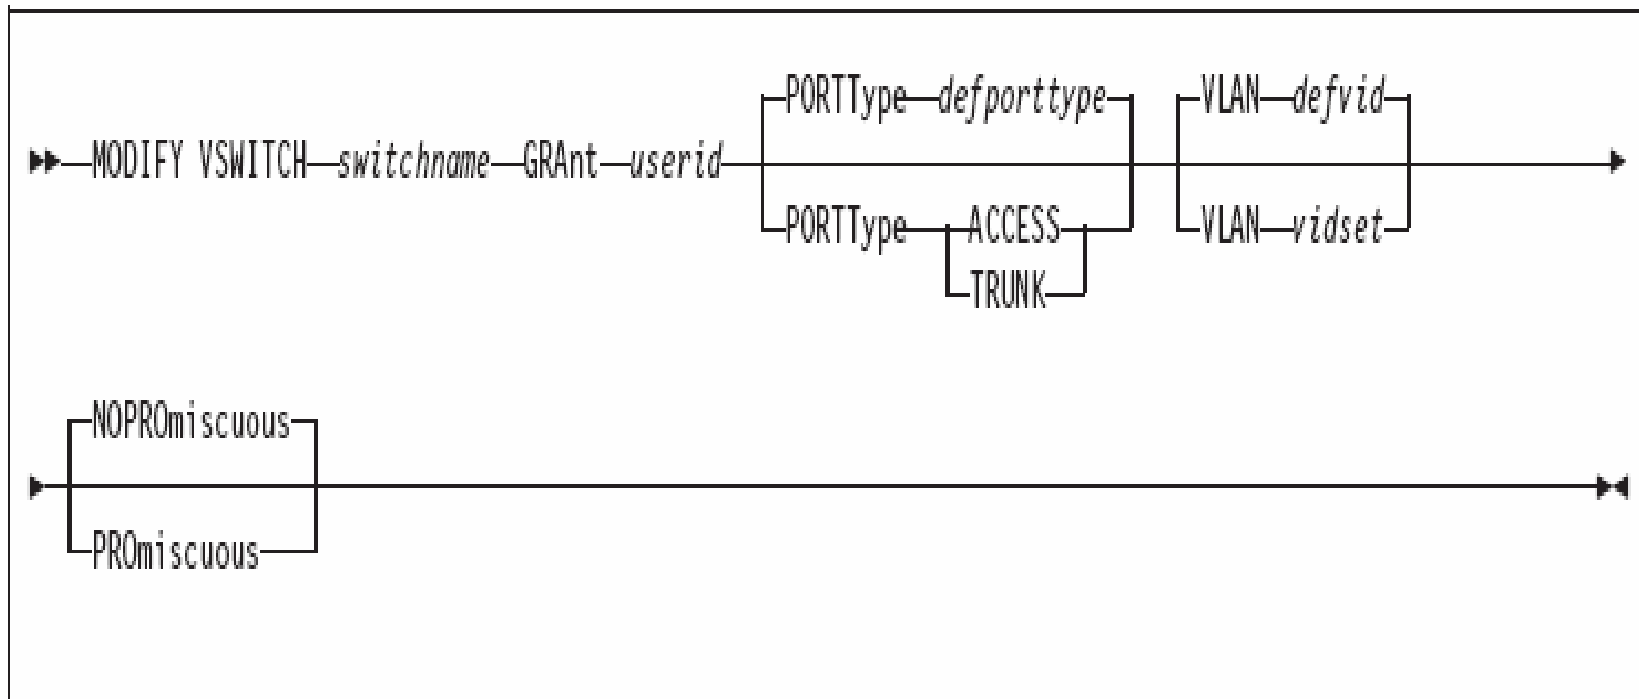 PORTType defporttype VLAN defvid
MODIFY VSWITCH switchname GRAnt userid
PORTType ACCESS VLAN vidset
TRUNK
NOPROmiscuous
PROmiscuous